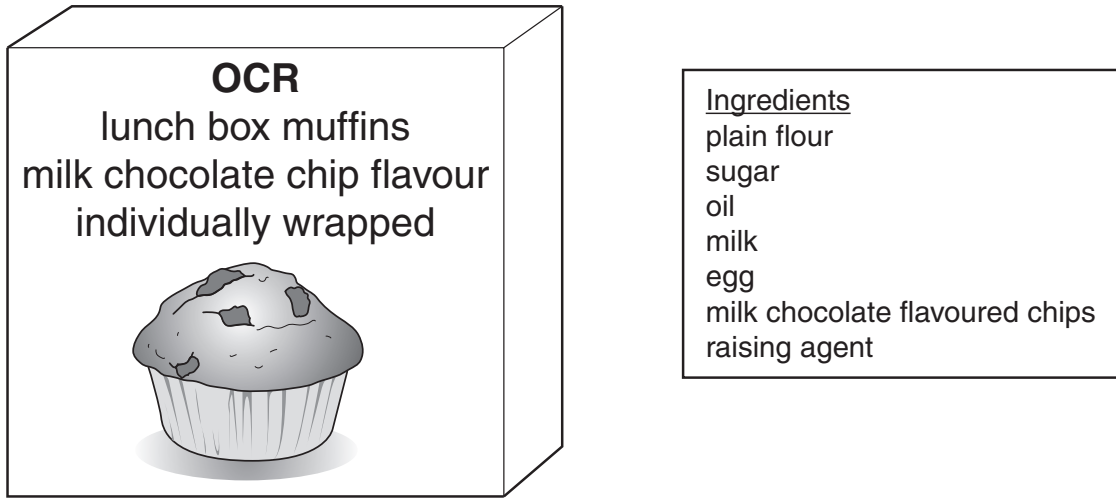 OCR
lunch box muffins
milk chocolate chip flavour
individually wrapped
Ingredients
plain flour
sugar
oil
milk
egg
milk chocolate flavoured chips
raising agent